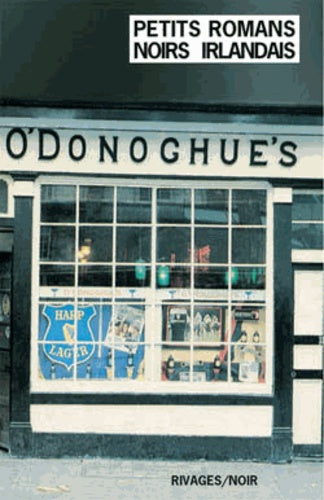 PETITS ROMANS
NOIRS IRLANDAIS
O'DONOGHUE'S
HARP
LAGER
RIVAGES/NOIR